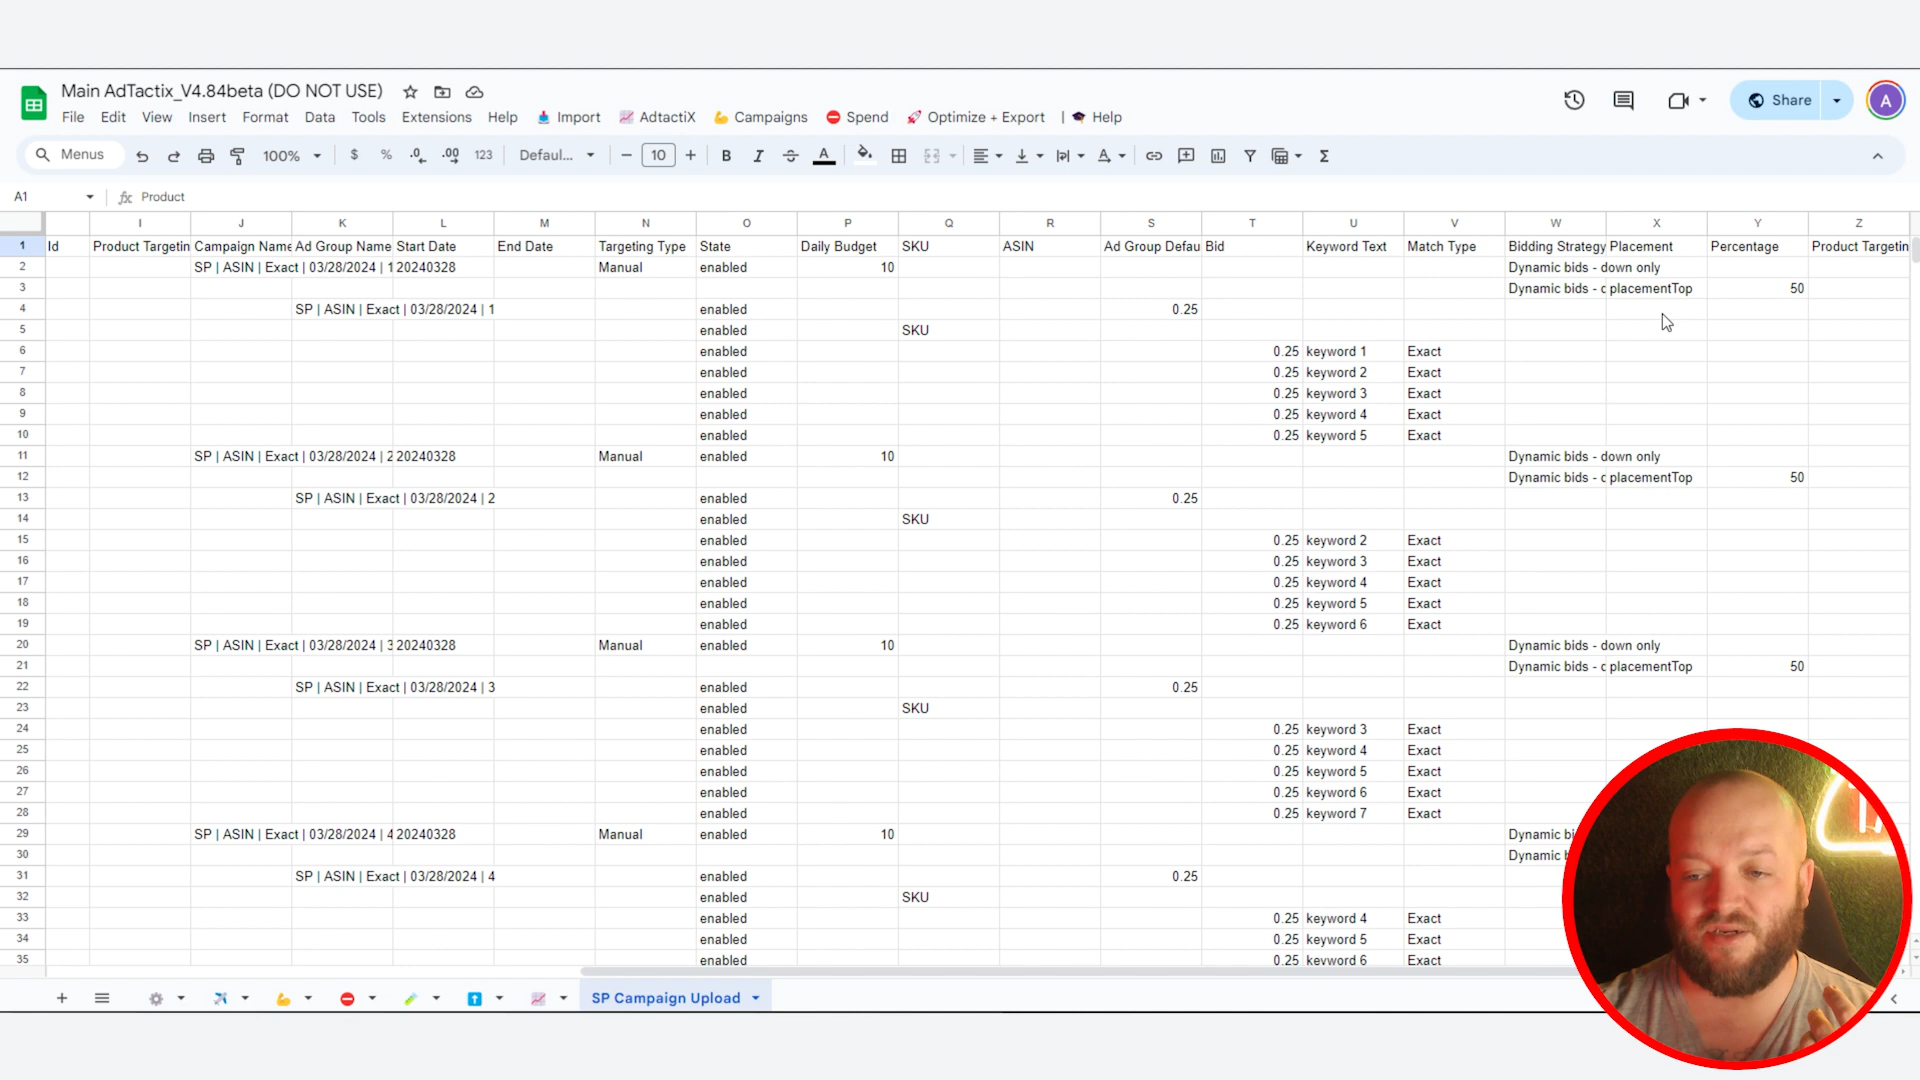 Main AdTactix_V4.84beta (DO NOT USE)
File Edit View Insert Format Data Tools Extensions Help Import AdtactiX Campaigns Spend Optimize + Export | Help
Share
A
Menus 100% $ % .0 .00 123 Defaul... 10 B I A
A1 fx Product
I J K L M N O P Q R S T U V W X Y Z
1 Id Product Targetin Campaign Name Ad Group Name Start Date End Date Targeting Type State Daily Budget SKU ASIN Ad Group Defau Bid Keyword Text Match Type Bidding Strategy Placement Percentage Product Targetin
2 SP | ASIN | Exact | 03/28/2024 | 1 20240328 Manual enabled 10 Dynamic bids - down only
3 Dynamic bids - d placementTop 50
4 SP | ASIN | Exact | 03/28/2024 | 1 enabled 0.25
5 enabled SKU
6 enabled 0.25 keyword 1 Exact
7 enabled 0.25 keyword 2 Exact
8 enabled 0.25 keyword 3 Exact
9 enabled 0.25 keyword 4 Exact
10 enabled 0.25 keyword 5 Exact
11 SP | ASIN | Exact | 03/28/2024 | 2 20240328 Manual enabled 10 Dynamic bids - down only
12 Dynamic bids - d placementTop 50
13 SP | ASIN | Exact | 03/28/2024 | 2 enabled 0.25
14 enabled SKU
15 enabled 0.25 keyword 2 Exact
16 enabled 0.25 keyword 3 Exact
17 enabled 0.25 keyword 4 Exact
18 enabled 0.25 keyword 5 Exact
19 enabled 0.25 keyword 6 Exact
20 SP | ASIN | Exact | 03/28/2024 | 3 20240328 Manual enabled 10 Dynamic bids - down only
21 Dynamic bids - d placementTop 50
22 SP | ASIN | Exact | 03/28/2024 | 3 enabled 0.25
23 enabled SKU
24 enabled 0.25 keyword 3 Exact
25 enabled 0.25 keyword 4 Exact
26 enabled 0.25 keyword 5 Exact
27 enabled 0.25 keyword 6 Exact
28 enabled 0.25 keyword 7 Exact
29 SP | ASIN | Exact | 03/28/2024 | 4 20240328 Manual enabled 10 Dynamic bi
30 Dynamic b
31 SP | ASIN | Exact | 03/28/2024 | 4 enabled 0.25
32 enabled SKU
33 enabled 0.25 keyword 4 Exact
34 enabled 0.25 keyword 5 Exact
35 enabled 0.25 keyword 6 Exact
SP Campaign Upload